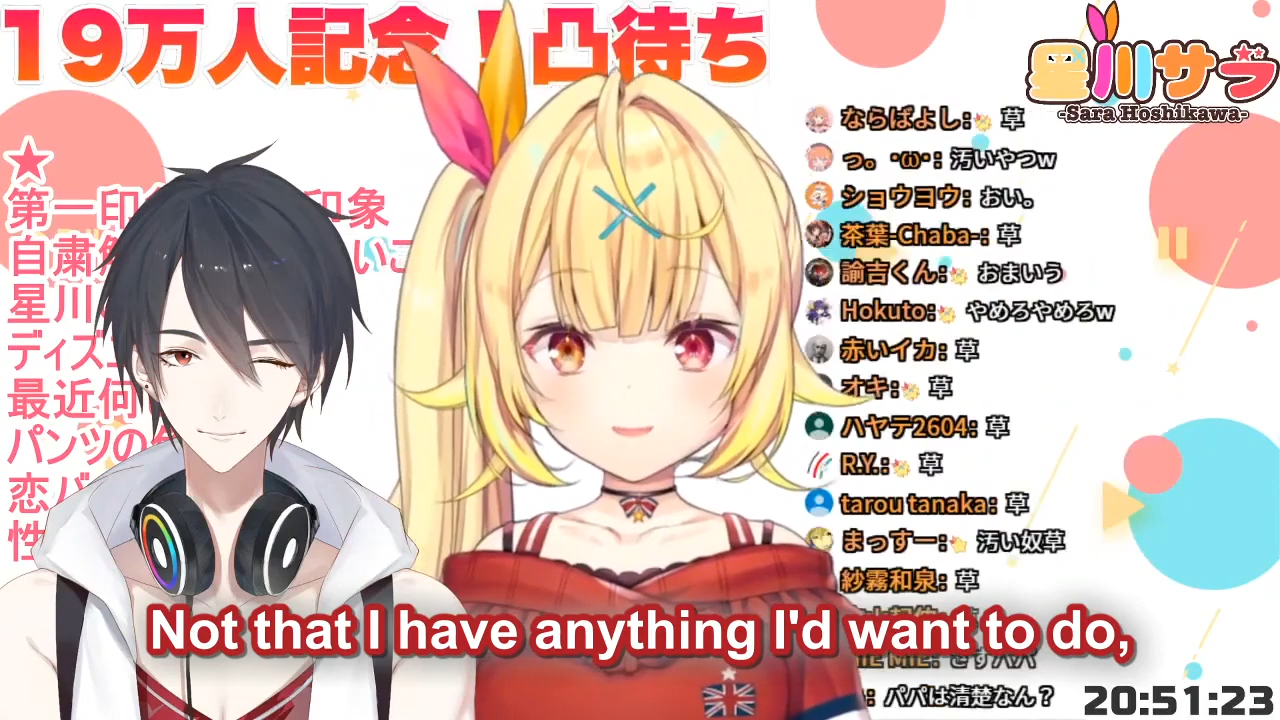 19万人記念！凸待ち
星川サラ
-Sara Hoshikawa-
★
第一印 印象
自粛 いこ
星川
ディズニ
最近何
パンツの色
恋バ
性
ならばよし: 草
っ。･ω･: 汚いやつw
ショウヨウ: おい。
茶葉-Chaba-: 草
諭吉くん: おまいう
Hokuto: やめろやめろw
赤いイカ: 草
オキ: 草
ハヤテ2604: 草
R.Y.: 草
tarou tanaka: 草
まっすー: 汚い奴草
紗霧和泉: 草
Not that I have anything I'd want to do,
: パパは清楚なん？
20:51:23